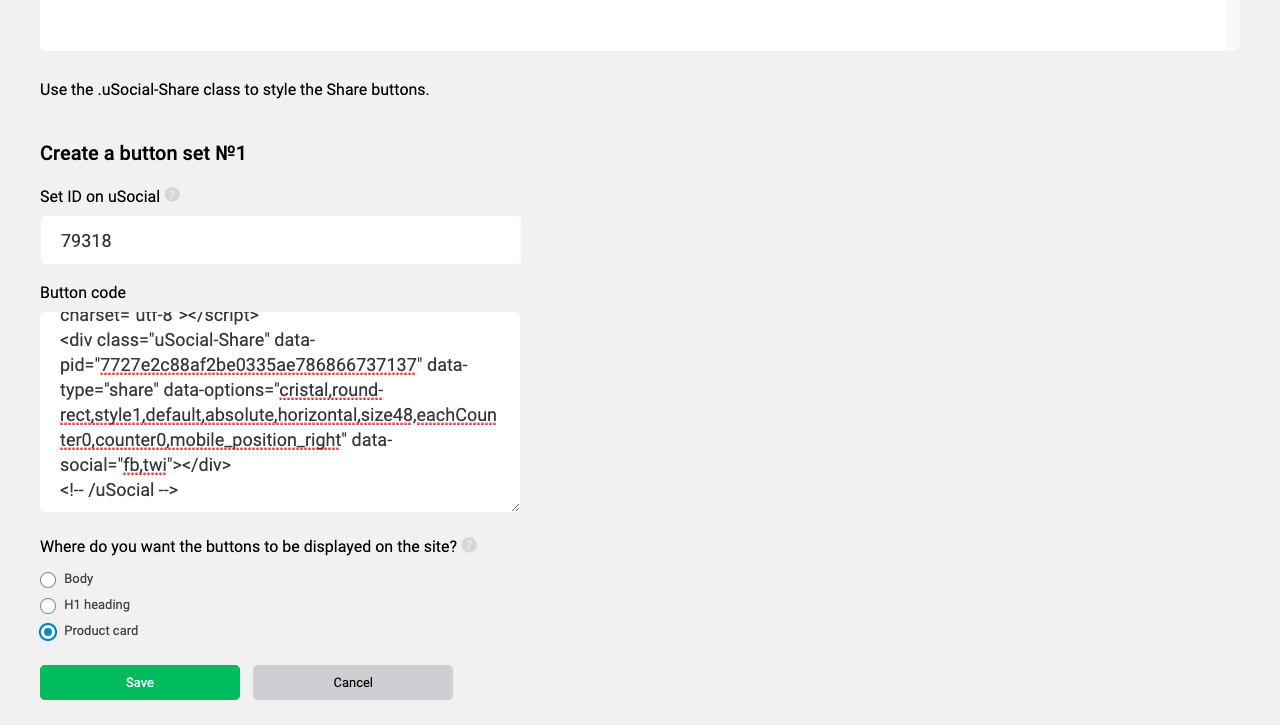 Use the .uSocial-Share class to style the Share buttons.
Create a button set №1
Set ID on uSocial ?
79318
Button code
charset="utf-8"></script>
<div class="uSocial-Share" data-
pid="7727e2c88af2be0335ae786866737137" data-
type="share" data-options="cristal,round-
rect,style1,default,absolute,horizontal,size48,eachCoun
ter0,counter0,mobile_position_right" data-
social="fb,twi"></div>
<!-- /uSocial -->
Where do you want the buttons to be displayed on the site? ?
Body
H1 heading
Product card
Save Cancel